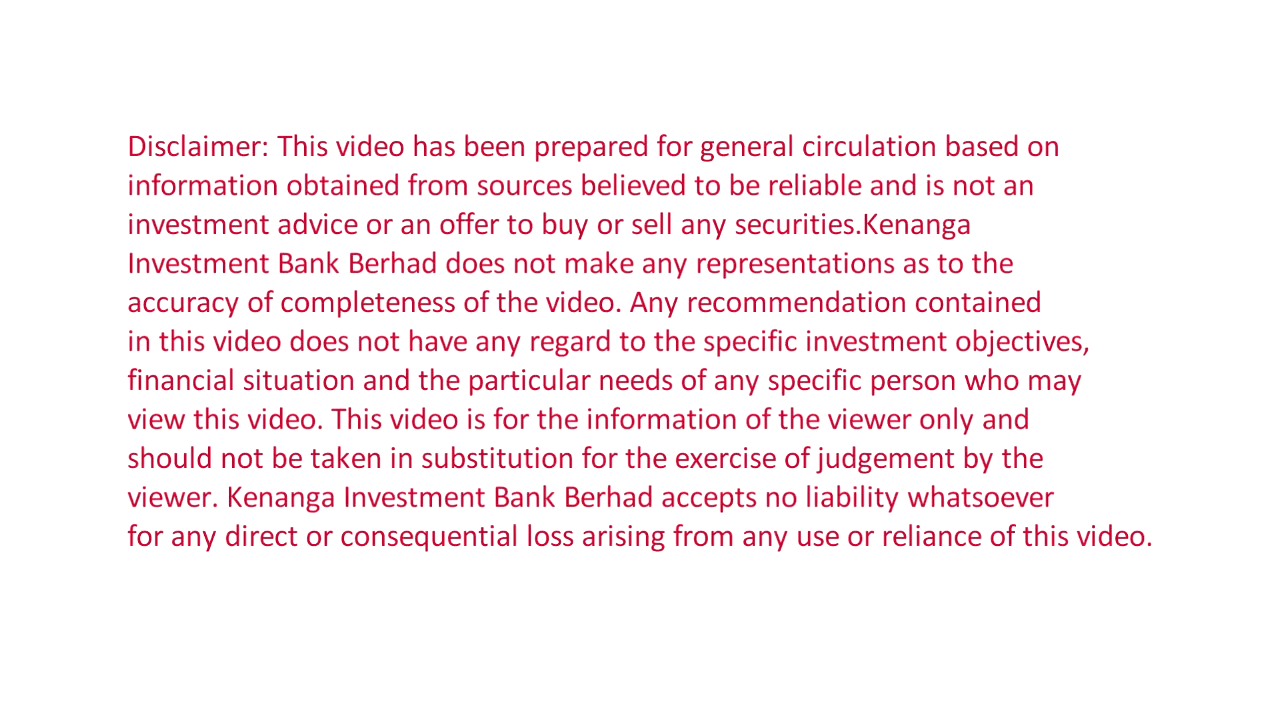 Disclaimer: This video has been prepared for general circulation based on
information obtained from sources believed to be reliable and is not an
investment advice or an offer to buy or sell any securities.Kenanga
Investment Bank Berhad does not make any representations as to the
accuracy of completeness of the video. Any recommendation contained
in this video does not have any regard to the specific investment objectives,
financial situation and the particular needs of any specific person who may
view this video. This video is for the information of the viewer only and
should not be taken in substitution for the exercise of judgement by the
viewer. Kenanga Investment Bank Berhad accepts no liability whatsoever
for any direct or consequential loss arising from any use or reliance of this video.